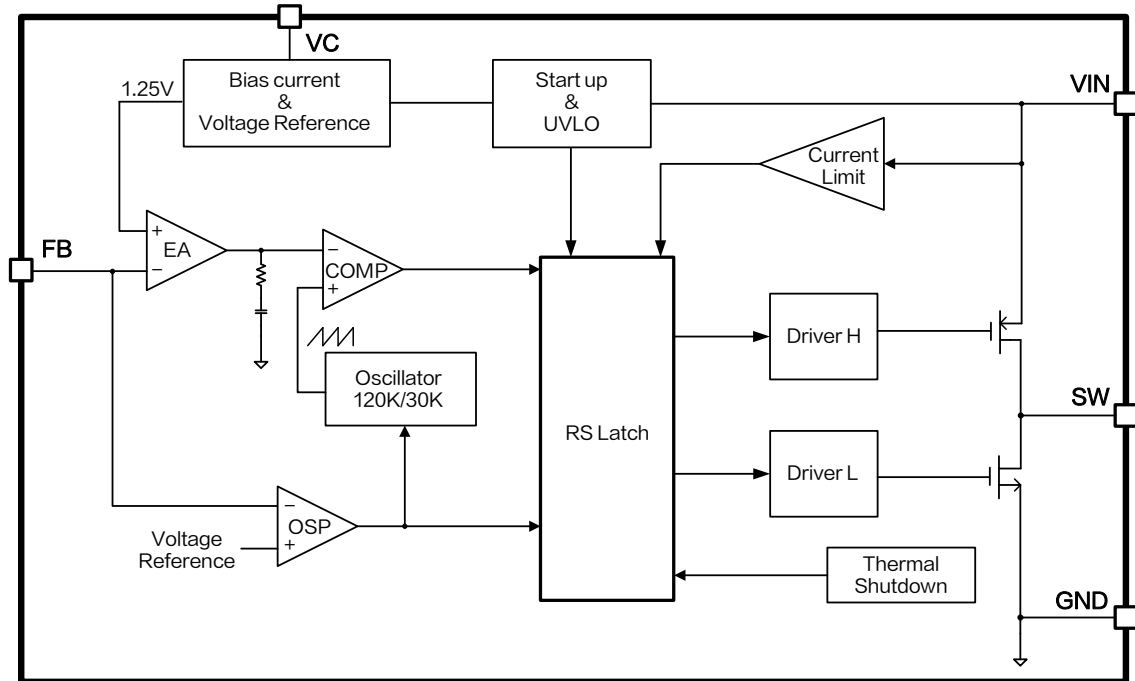 VC
Bias current
&
Voltage Reference
1.25V
Start up
&
UVLO
VIN
Current
Limit
FB
+
EA
−
−
COMP
+
Oscillator
120K/30K
RS Latch
Driver H
SW
Driver L
−
OSP
+
Voltage
Reference
Thermal
Shutdown
GND